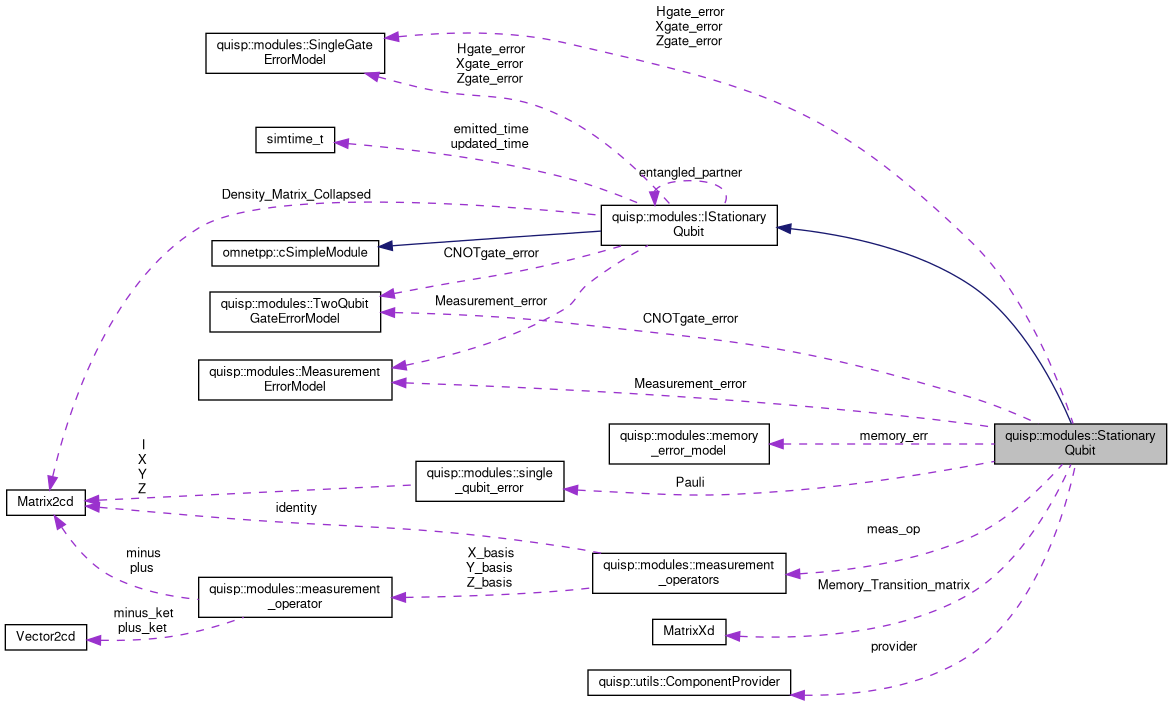 Hgate_error
Xgate_error
Zgate_error
quisp::modules::SingleGate
ErrorModel
Hgate_error
Xgate_error
Zgate_error
simtime_t
emitted_time
updated_time
entangled_partner
Density_Matrix_Collapsed
quisp::modules::IStationary
Qubit
omnetpp::cSimpleModule
CNOTgate_error
quisp::modules::TwoQubit
GateErrorModel
Measurement_error
CNOTgate_error
quisp::modules::Measurement
ErrorModel
Measurement_error
quisp::modules::memory
_error_model
memory_err
quisp::modules::Stationary
Qubit
I
X
Y
Z
quisp::modules::single
_qubit_error
Pauli
Matrix2cd
identity
meas_op
minus
plus
X_basis
Y_basis
Z_basis
quisp::modules::measurement
_operators
quisp::modules::measurement
_operator
Memory_Transition_matrix
minus_ket
plus_ket
Vector2cd
MatrixXd
provider
quisp::utils::ComponentProvider